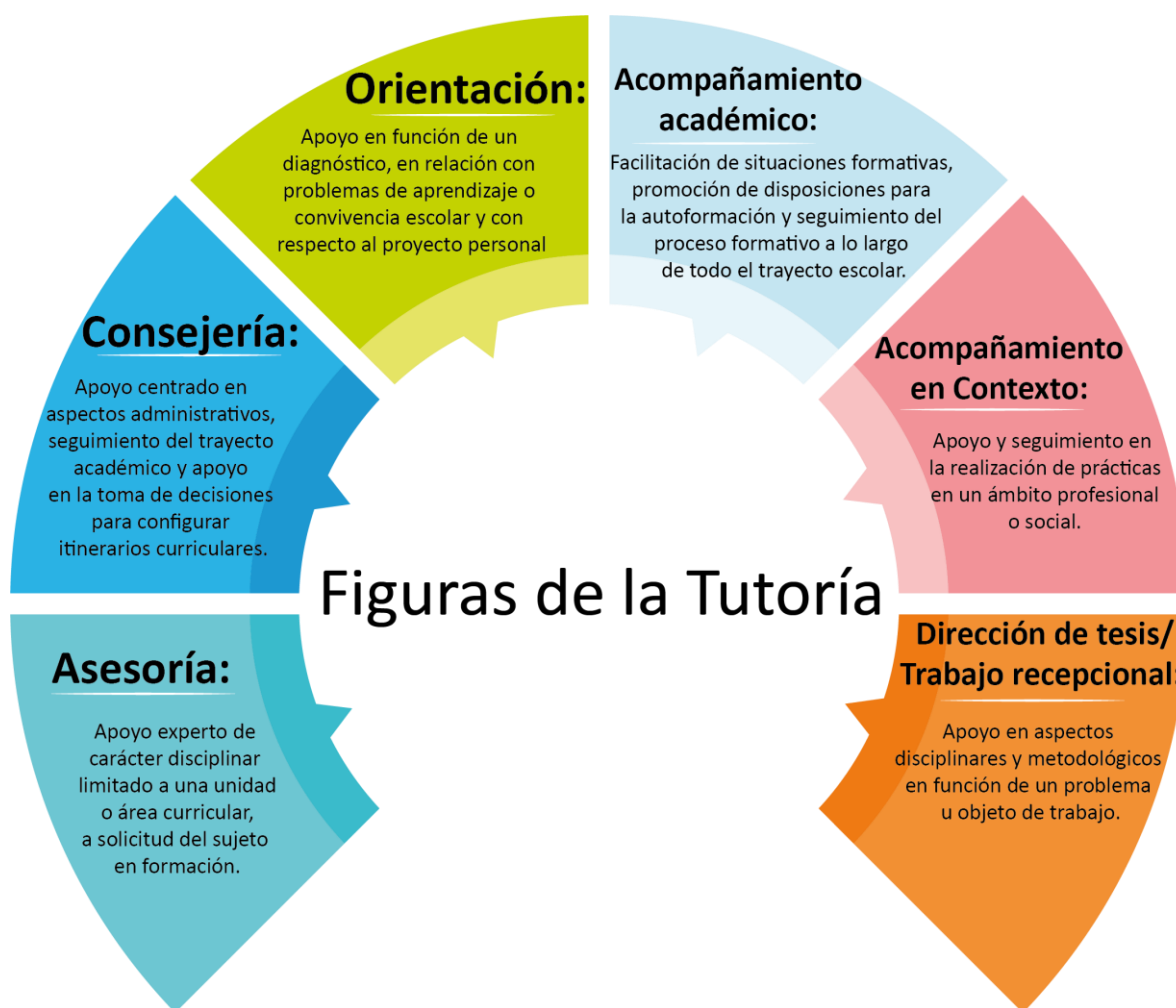 Figuras de la Tutoría
Asesoría:
Apoyo experto de
carácter disciplinar
limitado a una unidad
o área curricular,
a solicitud del sujeto
en formación.
Consejería:
Apoyo centrado en
aspectos administrativos,
seguimiento del trayecto
académico y apoyo
en la toma de decisiones
para configurar
itinerarios curriculares.
Orientación:
Apoyo en función de un
diagnóstico, en relación con
problemas de aprendizaje o
convivencia escolar y con
respecto al proyecto personal
Acompañamiento
académico:
Facilitación de situaciones formativas,
promoción de disposiciones para
la autoformación y seguimiento del
proceso formativo a lo largo
de todo el trayecto escolar.
Acompañamiento
en Contexto:
Apoyo y seguimiento en
la realización de prácticas
en un ámbito profesional
o social.
Dirección de tesis/
Trabajo recepcional:
Apoyo en aspectos
disciplinares y metodológicos
en función de un problema
u objeto de trabajo.